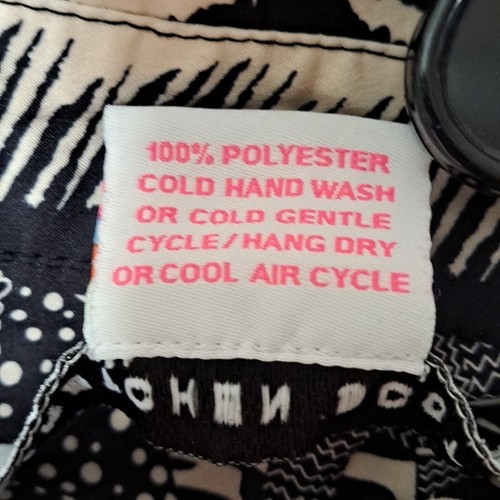 100% POLYESTER
COLD HAND WASH
OR COLD GENTLE
CYCLE/HANG DRY
OR COOL AIR CYCLE